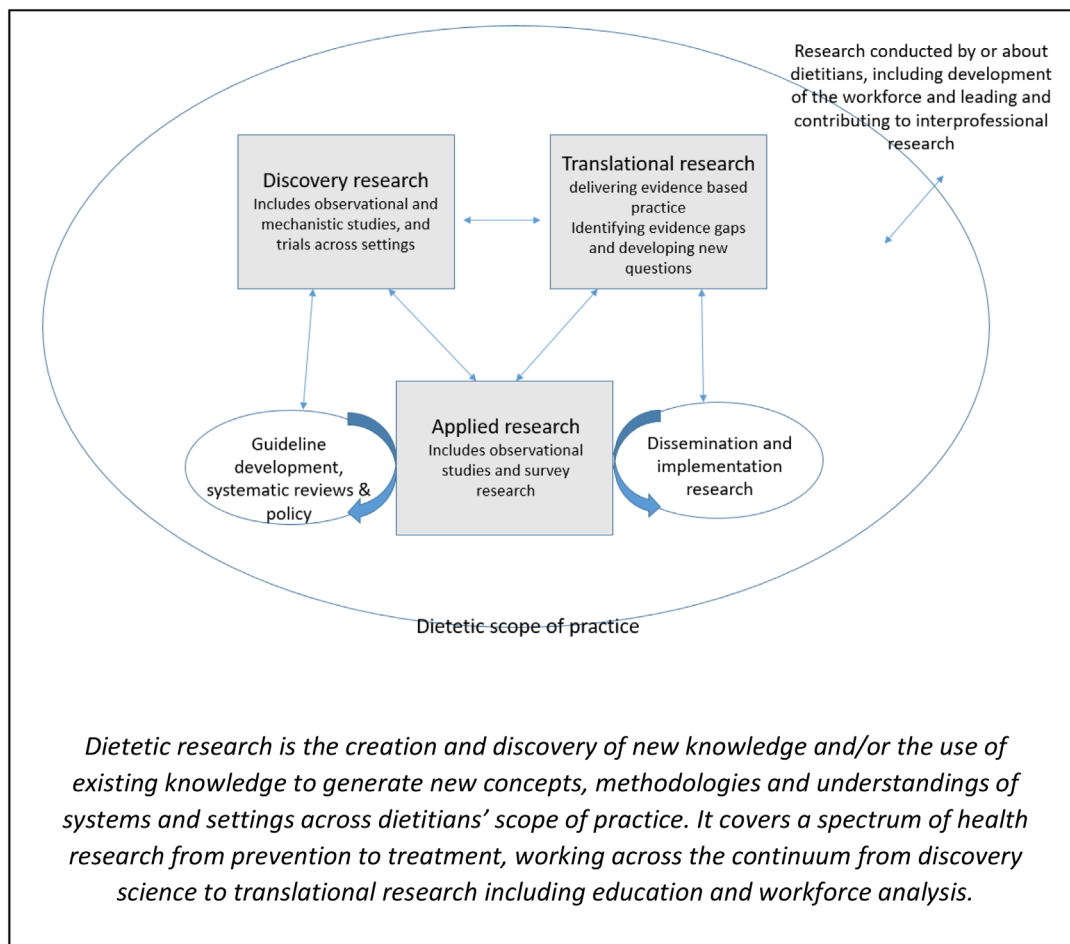 Research conducted by or about
dietitians, including development
of the workforce and leading and
contributing to interprofessional
research
Discovery research
Includes observational and
mechanistic studies, and
trials across settings
Translational research
delivering evidence based
practice
Identifying evidence gaps
and developing new
questions
Guideline
development,
systematic reviews &
policy
Applied research
Includes observational
studies and survey
research
Dissemination and
implementation
research
Dietetic scope of practice
Dietetic research is the creation and discovery of new knowledge and/or the use of
existing knowledge to generate new concepts, methodologies and understandings of
systems and settings across dietitians’ scope of practice. It covers a spectrum of health
research from prevention to treatment, working across the continuum from discovery
science to translational research including education and workforce analysis.